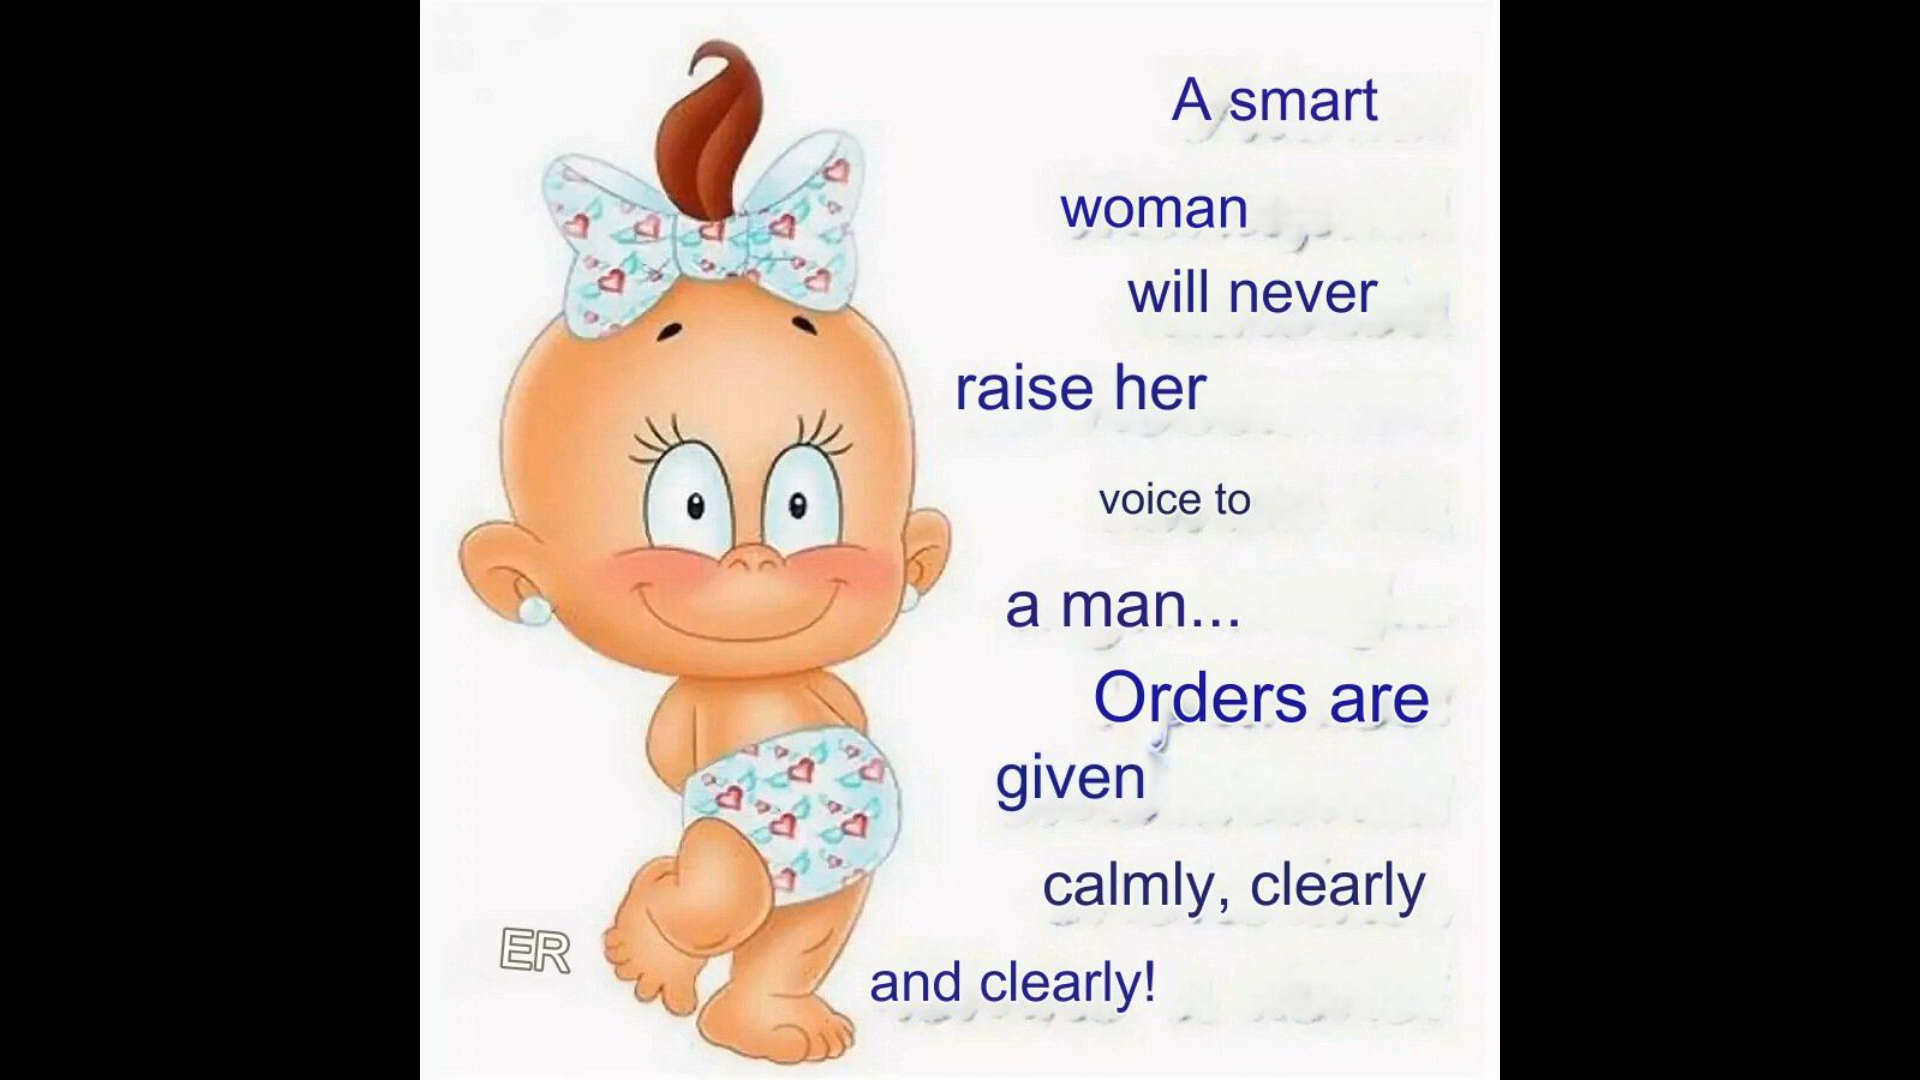 A smart
woman
will never
raise her
voice to
a man...
Orders are
given
calmly, clearly
and clearly!
ER